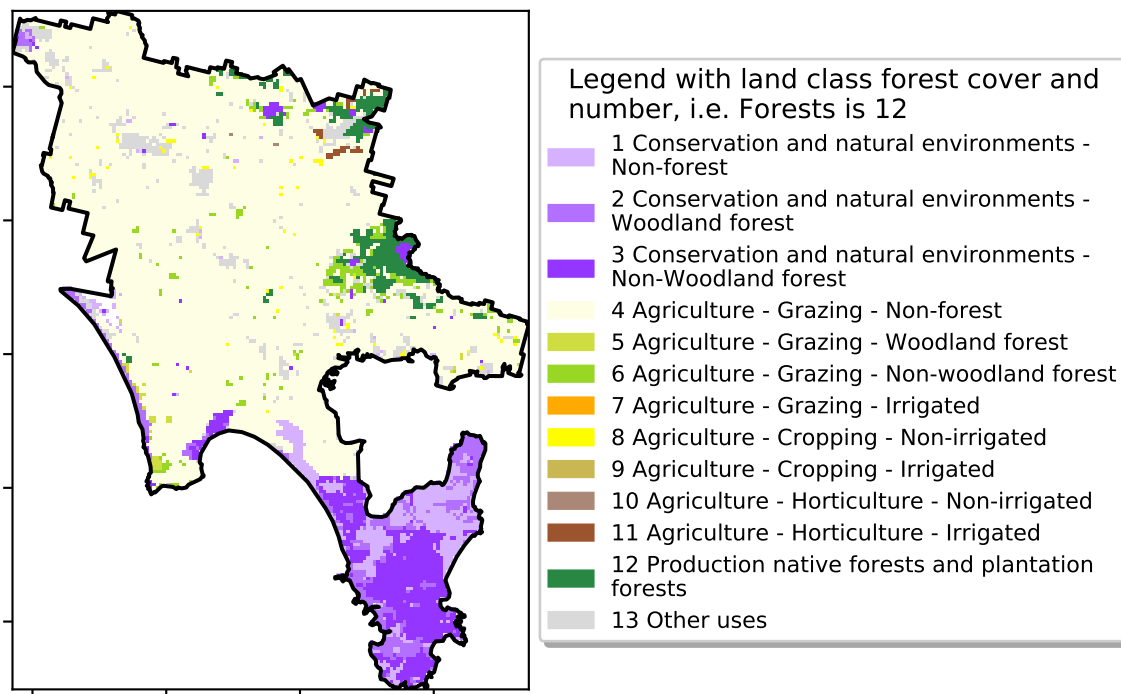 Legend with land class forest cover and
number, i.e. Forests is 12
1 Conservation and natural environments -
Non-forest
2 Conservation and natural environments -
Woodland forest
3 Conservation and natural environments -
Non-Woodland forest
4 Agriculture - Grazing - Non-forest
5 Agriculture - Grazing - Woodland forest
6 Agriculture - Grazing - Non-woodland forest
7 Agriculture - Grazing - Irrigated
8 Agriculture - Cropping - Non-irrigated
9 Agriculture - Cropping - Irrigated
10 Agriculture - Horticulture - Non-irrigated
11 Agriculture - Horticulture - Irrigated
12 Production native forests and plantation
forests
13 Other uses